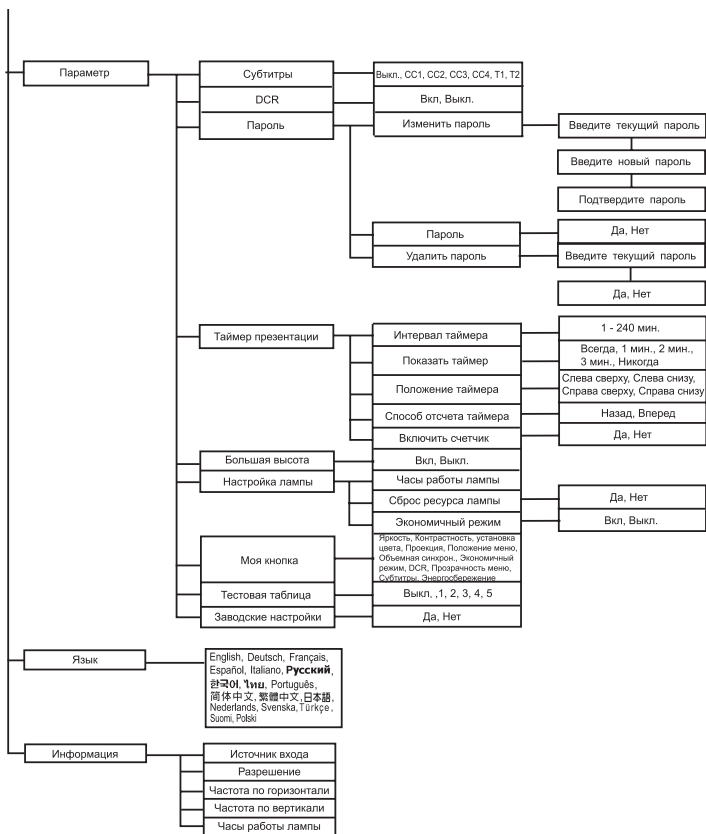 Параметр
Субтитры
Выкл., CC1, CC2, CC3, CC4, T1, T2
DCR
Вкл, Выкл.
Пароль
Изменить пароль
Введите текущий пароль
Введите новый пароль
Подтвердите пароль
Пароль
Да, Нет
Удалить пароль
Введите текущий пароль
Да, Нет
Таймер презентации
Интервал таймера
1 - 240 мин.
Показать таймер
Всегда, 1 мин., 2 мин.,
3 мин., Никогда
Положение таймера
Слева сверху, Слева снизу,
Справа сверху, Справа снизу
Способ отсчета таймера
Назад, Вперед
Включить счетчик
Да, Нет
Большая высота
Вкл, Выкл.
Настройка лампы
Часы работы лампы
Сброс ресурса лампы
Да, Нет
Экономичный режим
Вкл, Выкл.
Моя кнопка
Яркость, Контрастность, установка
цвета, Проекция, Положение меню,
Объемная синхрон., Экономичный
режим, DCR, Прозрачность меню,
Субтитры, Энергосбережение
Тестовая таблица
Выкл, ,1, 2, 3, 4, 5
Заводские настройки
Да, Нет
Язык
English, Deutsch, Français,
Español, Italiano, Русский,
한국어, ไทย, Português,
简体中文, 繁體中文, 日本語,
Nederlands, Svenska, Türkçe,
Suomi, Polski
Информация
Источник входа
Разрешение
Частота по горизонтали
Частота по вертикали
Часы работы лампы